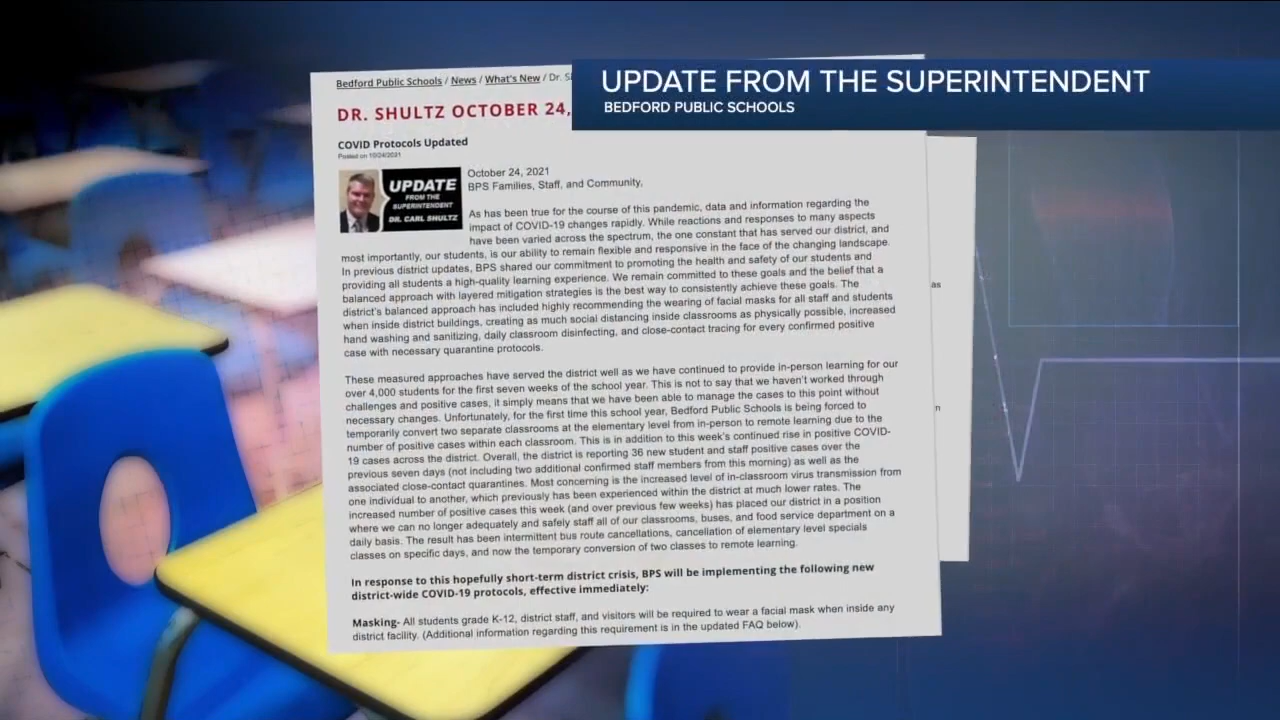 UPDATE FROM THE SUPERINTENDENT
BEDFORD PUBLIC SCHOOLS
Bedford Public Schools / News / What's New / Dr.
DR. SHULTZ OCTOBER 24,
COVID Protocols Updated
Posted on 10/24/2021
UPDATE
FROM THE
SUPERINTENDENT
DR. CARL SHULTZ
October 24, 2021
BPS Families, Staff, and Community,
As has been true for the course of this pandemic, data and information regarding the
impact of COVID-19 changes rapidly. While reactions and responses to many aspects
have been varied across the spectrum, the one constant that has served our district, and
most importantly, our students, is our ability to remain flexible and responsive in the face of the changing landscape.
In previous district updates, BPS shared our commitment to promoting the health and safety of our students and
providing all students a high-quality learning experience. We remain committed to these goals and the belief that a
balanced approach with layered mitigation strategies is the best way to consistently achieve these goals. The
district's balanced approach has included highly recommending the wearing of facial masks for all staff and students
when inside district buildings, creating as much social distancing inside classrooms as physically possible, increased
hand washing and sanitizing, daily classroom disinfecting, and close-contact tracing for every confirmed positive
case with necessary quarantine protocols.
These measured approaches have served the district well as we have continued to provide in-person learning for our
over 4,000 students for the first seven weeks of the school year. This is not to say that we haven't worked through
challenges and positive cases, it simply means that we have been able to manage the cases to this point without
necessary changes. Unfortunately, for the first time this school year, Bedford Public Schools is being forced to
temporarily convert two separate classrooms at the elementary level from in-person to remote learning due to the
number of positive cases within each classroom. This is in addition to this week's continued rise in positive COVID-
19 cases across the district. Overall, the district is reporting 36 new student and staff positive cases over the
previous seven days (not including two additional confirmed staff members from this morning) as well as the
associated close-contact quarantines. Most concerning is the increased level of in-classroom virus transmission from
one individual to another, which previously has been experienced within the district at much lower rates. The
increased number of positive cases this week (and over previous few weeks) has placed our district in a position
where we can no longer adequately and safely staff all of our classrooms, buses, and food service department on a
daily basis. The result has been intermittent bus route cancellations, cancellation of elementary level specials
classes on specific days, and now the temporary conversion of two classes to remote learning.
In response to this hopefully short-term district crisis, BPS will be implementing the following new
district-wide COVID-19 protocols, effective immediately:
Masking- All students grade K-12, district staff, and visitors will be required to wear a facial mask when inside any
district facility. (Additional information regarding this requirement is in the updated FAQ below).
as